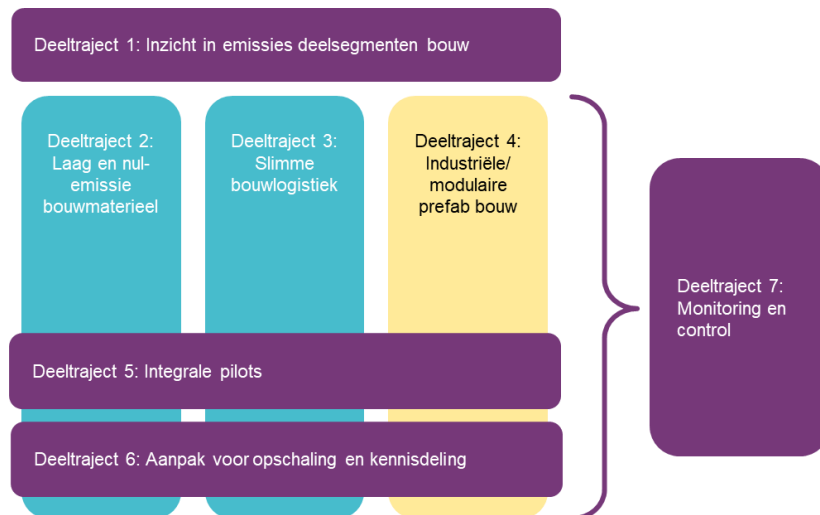 Deeltraject 1: Inzicht in emissies deelsegmenten bouw
Deeltraject 2:
Laag en nul-
emissie
bouwmaterieel
Deeltraject 3:
Slimme
bouwlogistiek
Deeltraject 4:
Industriële/
modulaire
prefab bouw
Deeltraject 5: Integrale pilots
Deeltraject 6: Aanpak voor opschaling en kennisdeling
Deeltraject 7:
Monitoring en
control